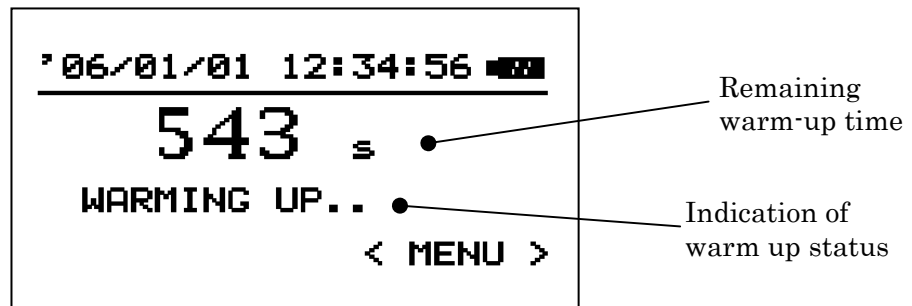 ’06/01/01 12:34:56
543 s
WARMING UP..
< MENU >
Remaining
warm-up time
Indication of
warm up status